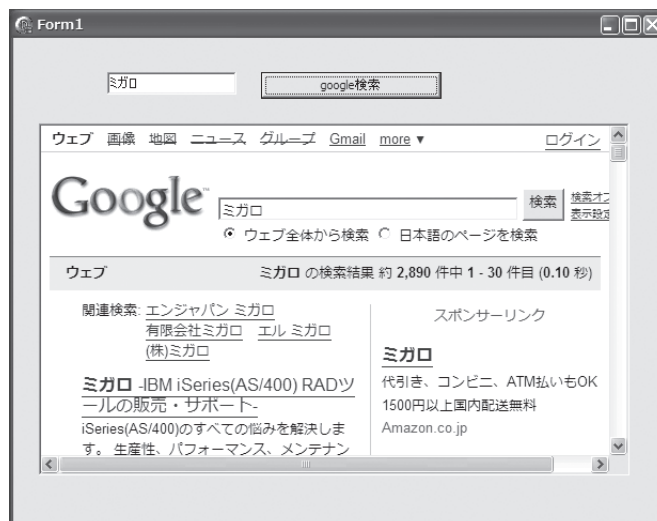 Form1
ミガロ
google検索
ウェブ 画像 地図 ニュース グループ Gmail more ▼ ログイン
Google™ ミガロ 検索 検索オプ
表示設定
ウェブ全体から検索 日本語のページを検索
ウェブ ミガロ の検索結果 約 2,890 件中 1 - 30 件目 (0.10 秒)
関連検索: エンジャパン ミガロ
有限会社ミガロ エル ミガロ
(株)ミガロ
スポンサーリンク
ミガロ -IBM iSeries(AS/400) RADツ
ールの販売・サポート-
iSeries(AS/400)のすべての悩みを解決しま
す。 生産性、パフォーマンス、メンテナン
ミガロ
代引き、コンビニ、ATM払いもOK
1500円以上国内配送無料
Amazon.co.jp